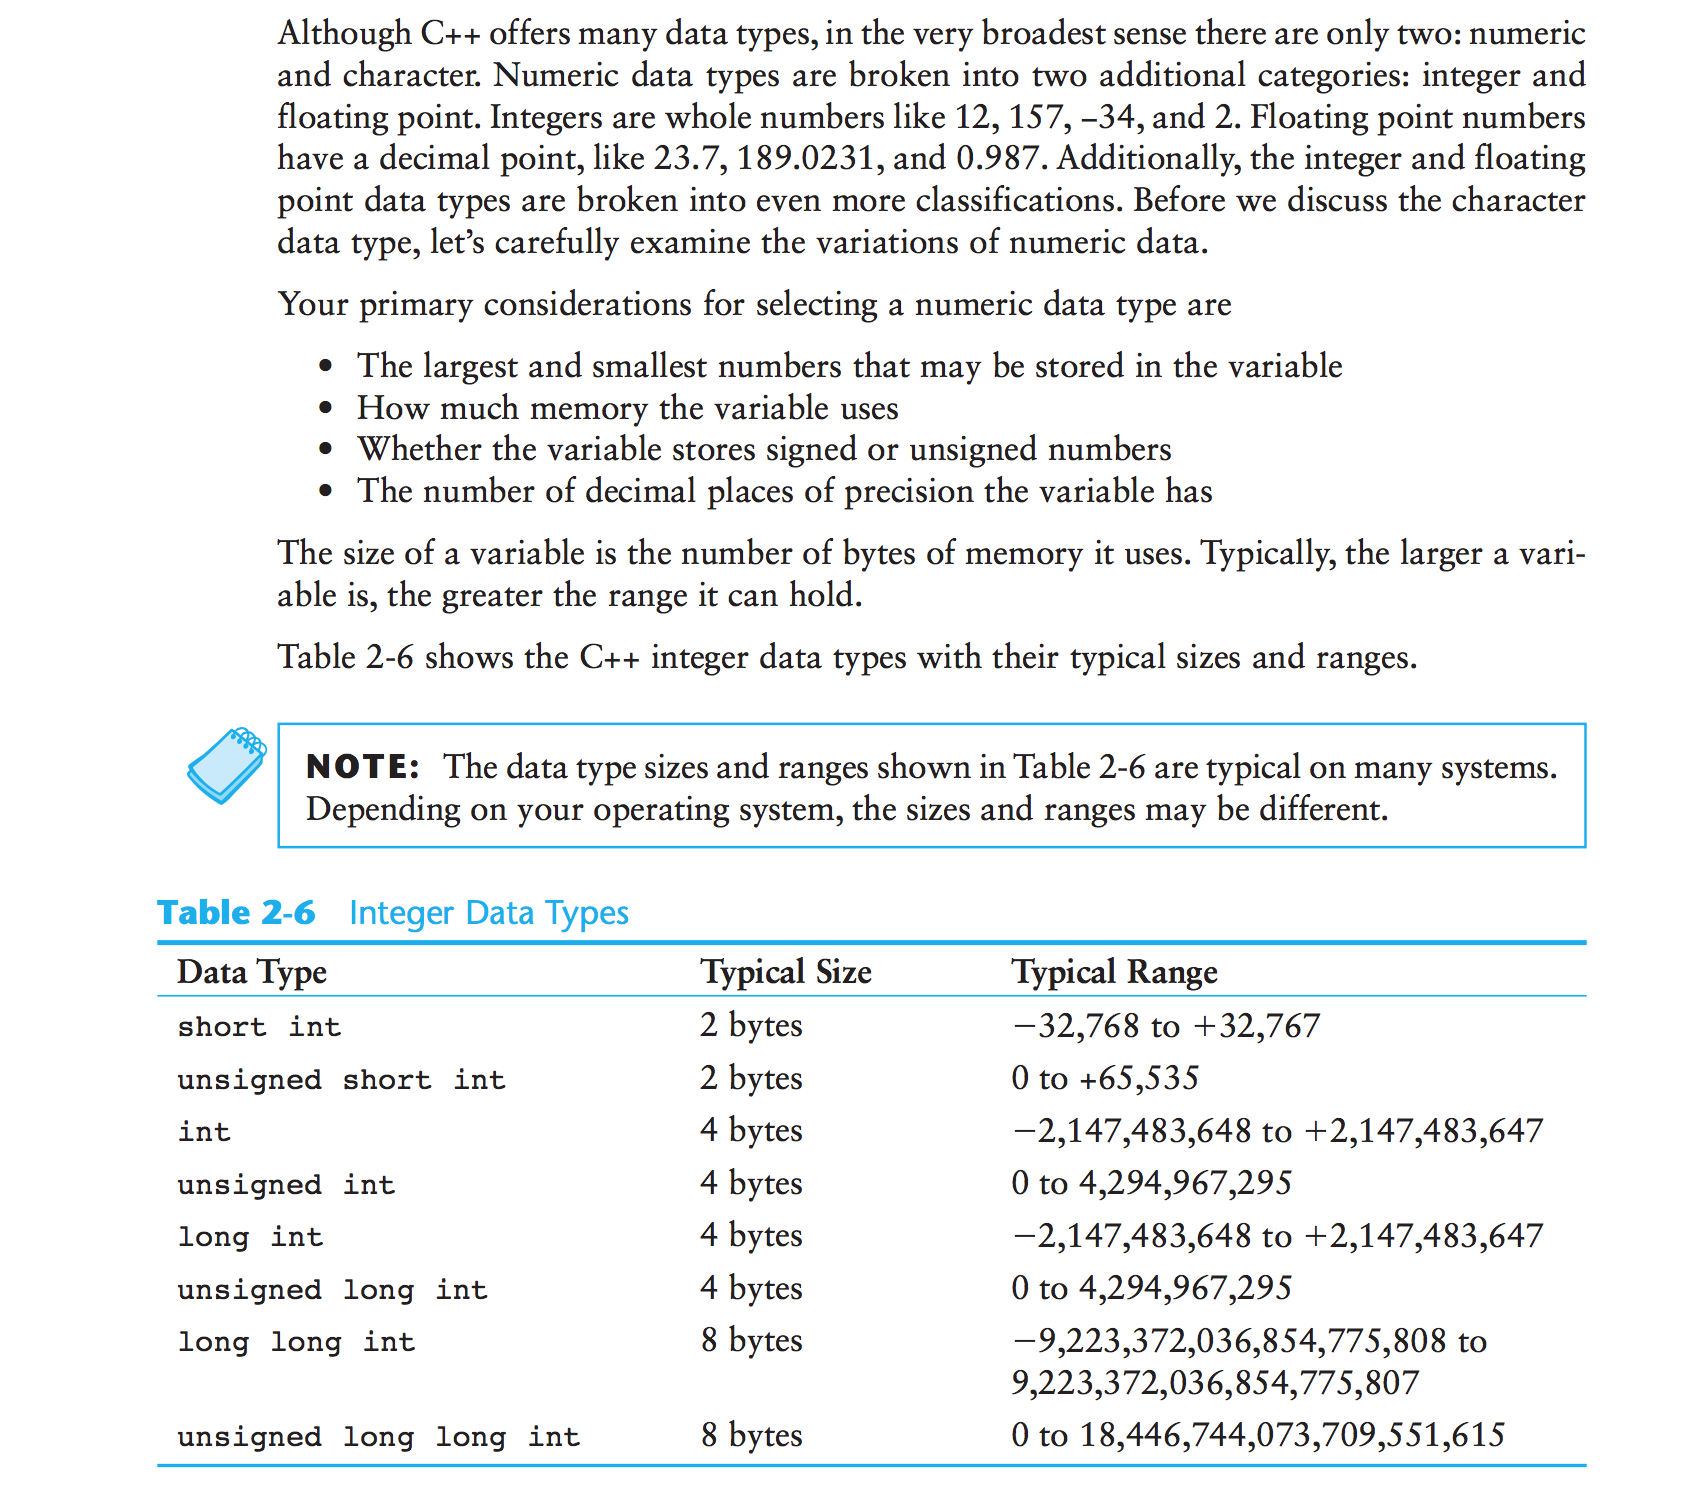 Although C++ offers many data types, in the very broadest sense there are only two: numeric
and character. Numeric data types are broken into two additional categories: integer and
floating point. Integers are whole numbers like 12, 157, −34, and 2. Floating point numbers
have a decimal point, like 23.7, 189.0231, and 0.987. Additionally, the integer and floating
point data types are broken into even more classifications. Before we discuss the character
data type, let’s carefully examine the variations of numeric data.
Your primary considerations for selecting a numeric data type are
• The largest and smallest numbers that may be stored in the variable
• How much memory the variable uses
• Whether the variable stores signed or unsigned numbers
• The number of decimal places of precision the variable has
The size of a variable is the number of bytes of memory it uses. Typically, the larger a vari-
able is, the greater the range it can hold.
Table 2-6 shows the C++ integer data types with their typical sizes and ranges.
NOTE: The data type sizes and ranges shown in Table 2-6 are typical on many systems.
Depending on your operating system, the sizes and ranges may be different.
Table 2-6 Integer Data Types
Data Type Typical Size Typical Range
short int 2 bytes −32,768 to +32,767
unsigned short int 2 bytes 0 to +65,535
int 4 bytes −2,147,483,648 to +2,147,483,647
unsigned int 4 bytes 0 to 4,294,967,295
long int 4 bytes −2,147,483,648 to +2,147,483,647
unsigned long int 4 bytes 0 to 4,294,967,295
long long int 8 bytes −9,223,372,036,854,775,808 to
9,223,372,036,854,775,807
unsigned long long int 8 bytes 0 to 18,446,744,073,709,551,615